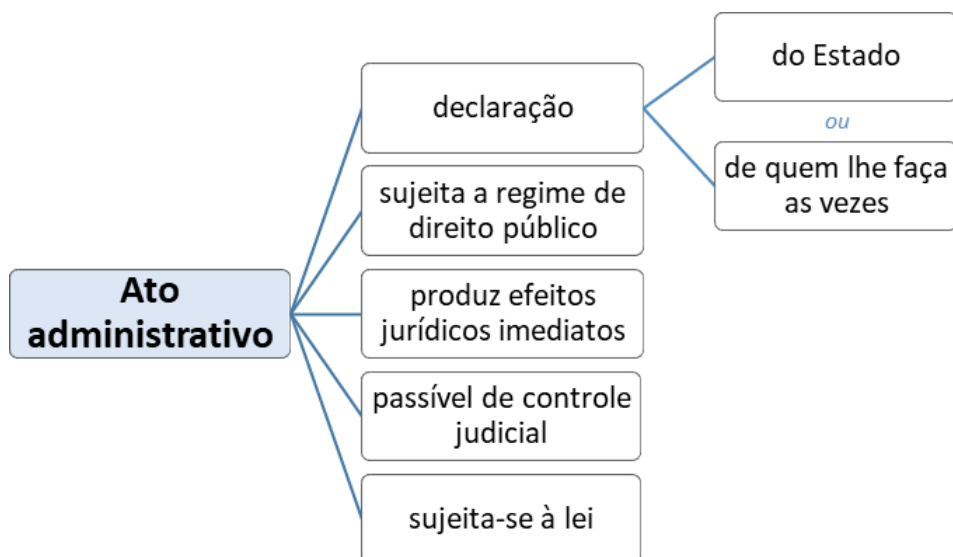 do Estado
declaração
ou
de quem lhe faça
as vezes
sujeita a regime de
direito público
Ato
administrativo
produz efeitos
jurídicos imediatos
passível de controle
judicial
sujeita-se à lei